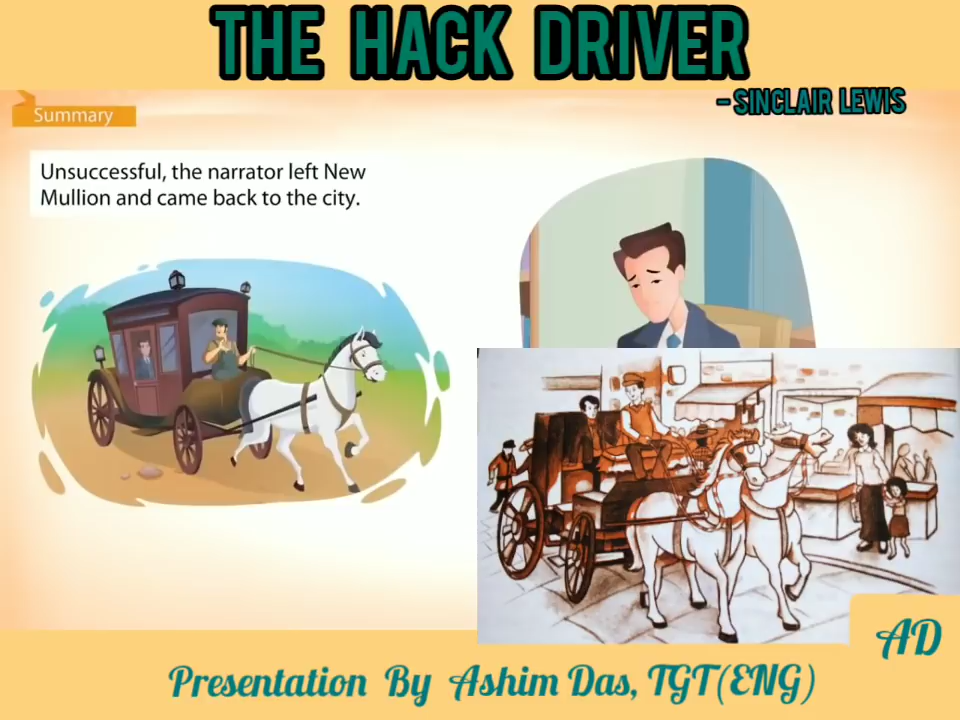 THE HACK DRIVER
- SINCLAIR LEWIS
Summary
Unsuccessful, the narrator left New
Mullion and came back to the city.
AD
Presentation By Ashim Das, TGT(ENG)